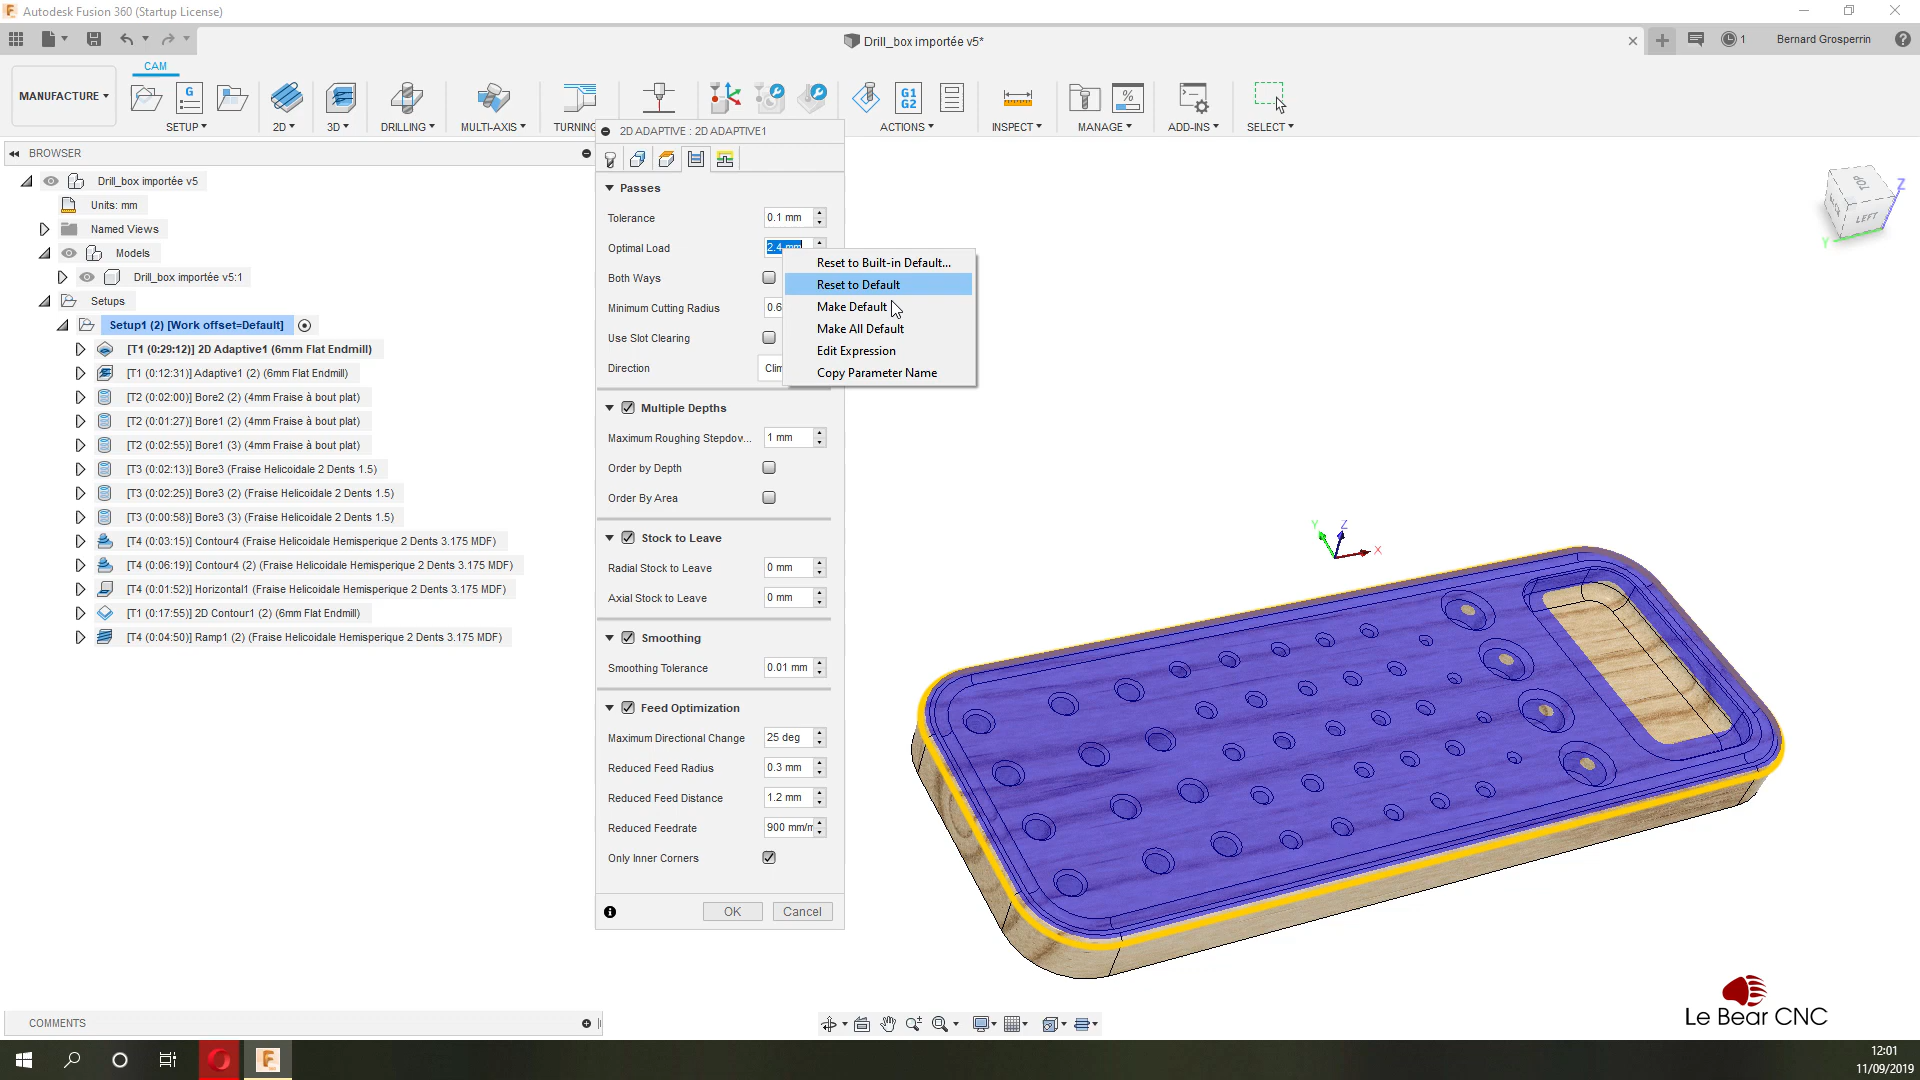 Autodesk Fusion 360 (Startup License)
Drill_box importée v5*
1
Bernard Grosperrin
CAM
MANUFACTURE
SETUP
2D
3D
DRILLING
MULTI-AXIS
TURNING
G1
G2
ACTIONS
INSPECT
MANAGE
ADD-INS
SELECT
BROWSER
Drill_box importée v5
Units: mm
Named Views
Models
Drill_box importée v5:1
Setups
Setup1 (2) [Work offset=Default]
[T1 (0:29:12)] 2D Adaptive1 (6mm Flat Endmill)
[T1 (0:12:31)] Adaptive1 (2) (6mm Flat Endmill)
[T2 (0:02:00)] Bore2 (2) (4mm Fraise à bout plat)
[T2 (0:01:27)] Bore1 (2) (4mm Fraise à bout plat)
[T2 (0:02:55)] Bore1 (3) (4mm Fraise à bout plat)
[T3 (0:02:13)] Bore3 (Fraise Helicoidale 2 Dents 1.5)
[T3 (0:02:25)] Bore3 (2) (Fraise Helicoidale 2 Dents 1.5)
[T3 (0:00:58)] Bore3 (3) (Fraise Helicoidale 2 Dents 1.5)
[T4 (0:03:15)] Contour4 (Fraise Helicoidale Hemisperique 2 Dents 3.175 MDF)
[T4 (0:06:19)] Contour4 (2) (Fraise Helicoidale Hemisperique 2 Dents 3.175 MDF)
[T4 (0:01:52)] Horizontal1 (Fraise Helicoidale Hemisperique 2 Dents 3.175 MDF)
[T1 (0:17:55)] 2D Contour1 (2) (6mm Flat Endmill)
[T4 (0:04:50)] Ramp1 (2) (Fraise Helicoidale Hemisperique 2 Dents 3.175 MDF)
2D ADAPTIVE : 2D ADAPTIVE1
Passes
Tolerance 0.1 mm
Optimal Load 2.4 mm
Both Ways
Minimum Cutting Radius 0.6
Use Slot Clearing
Direction Clim
Reset to Built-in Default...
Reset to Default
Make Default
Make All Default
Edit Expression
Copy Parameter Name
Multiple Depths
Maximum Roughing Stepdov... 1 mm
Order by Depth
Order By Area
Stock to Leave
Radial Stock to Leave 0 mm
Axial Stock to Leave 0 mm
Smoothing
Smoothing Tolerance 0.01 mm
Feed Optimization
Maximum Directional Change 25 deg
Reduced Feed Radius 0.3 mm
Reduced Feed Distance 1.2 mm
Reduced Feedrate 900 mm/m
Only Inner Corners
OK Cancel
TOP
LEFT
Z
Y
Y Z X
Le Bear CNC
COMMENTS
12:01
11/09/2019